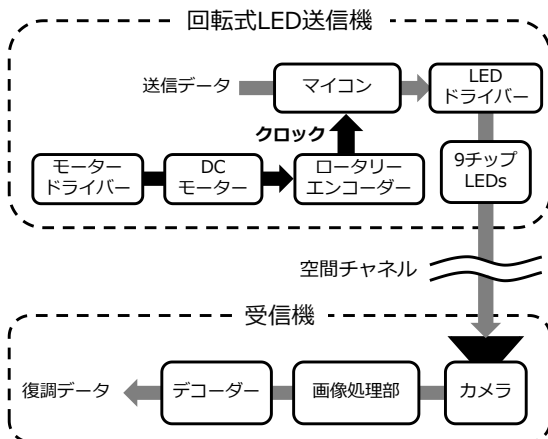 回転式LED送信機
送信データ
マイコン
LED
ドライバー
クロック
モーター
ドライバー
DC
モーター
ロータリー
エンコーダー
9チップ
LEDs
空間チャネル
受信機
復調データ
デコーダー
画像処理部
カメラ